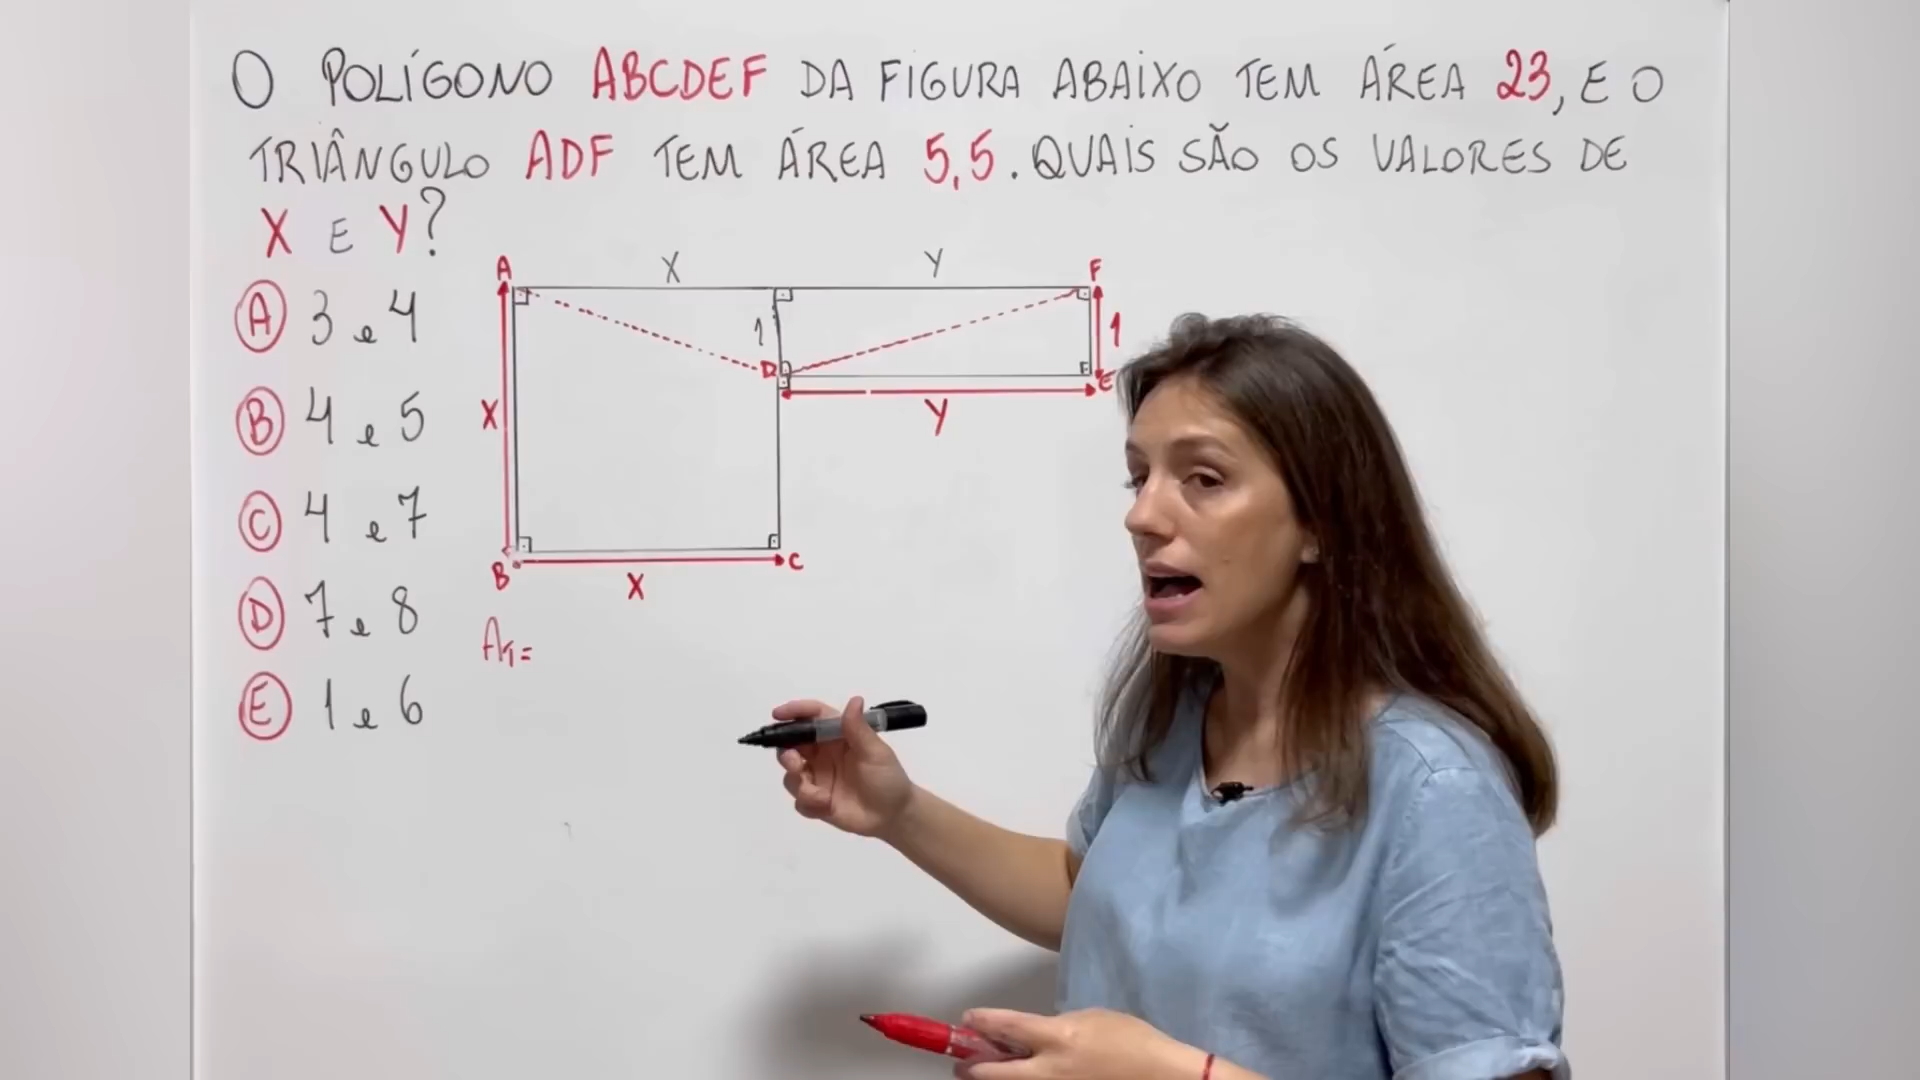 O POLÍGONO ABCDEF DA FIGURA ABAIXO TEM ÁREA 23, E O
TRIÂNGULO ADF TEM ÁREA 5,5. QUAIS SÃO OS VALORES DE
X E Y?
A 3 e 4
B 4 e 5
C 4 e 7
D 7 e 8
E 1 e 6
A X Y F
1 1
D E
X Y
B C
X
A₁=